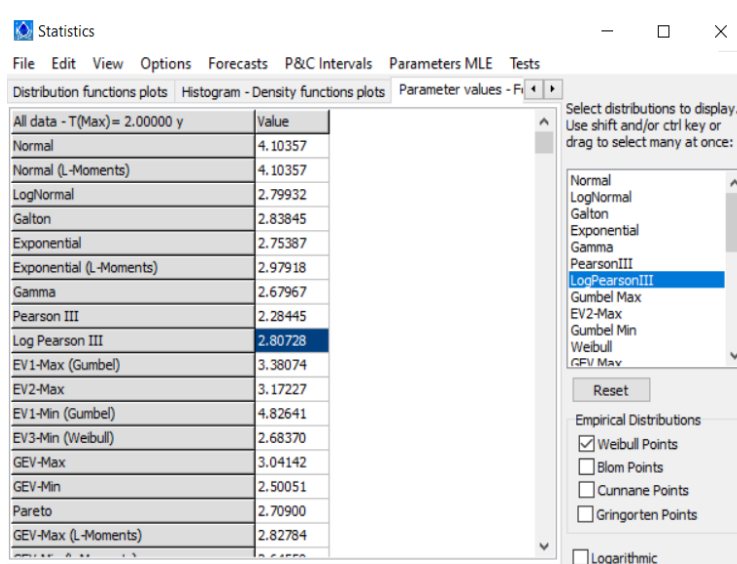 Statistics
File Edit View Options Forecasts P&C Intervals Parameters MLE Tests
Distribution functions plots Histogram - Density functions plots Parameter values - F
All data - T(Max)= 2.00000 y Value
Normal 4.10357
Normal (L-Moments) 4.10357
LogNormal 2.79932
Galton 2.83845
Exponential 2.75387
Exponential (L-Moments) 2.97918
Gamma 2.67967
Pearson III 2.28445
Log Pearson III 2.80728
EV1-Max (Gumbel) 3.38074
EV2-Max 3.17227
EV1-Min (Gumbel) 4.82641
EV3-Min (Weibull) 2.68370
GEV-Max 3.04142
GEV-Min 2.50051
Pareto 2.70900
GEV-Max (L-Moments) 2.82784
Select distributions to display.
Use shift and/or ctrl key or
drag to select many at once:
Normal
LogNormal
Galton
Exponential
Gamma
PearsonIII
LogPearsonIII
Gumbel Max
EV2-Max
Gumbel Min
Weibull
GEV Max
Reset
Empirical Distributions
Weibull Points
Blom Points
Cunnane Points
Gringorten Points
Logarithmic